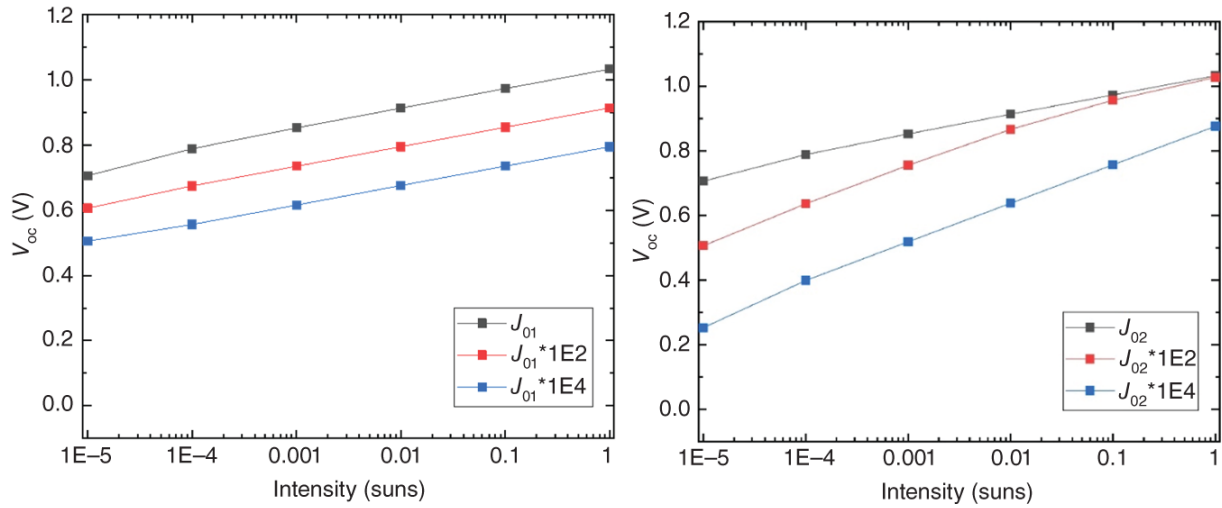 1.2
1.0
0.8
0.6
0.4
0.2
0.0
V_oc (V)
1E–5 1E–4 0.001 0.01 0.1 1
Intensity (suns)
J_01
J_01*1E2
J_01*1E4
1.2
1.0
0.8
0.6
0.4
0.2
0.0
V_oc (V)
1E–5 1E–4 0.001 0.01 0.1 1
Intensity (suns)
J_02
J_02*1E2
J_02*1E4